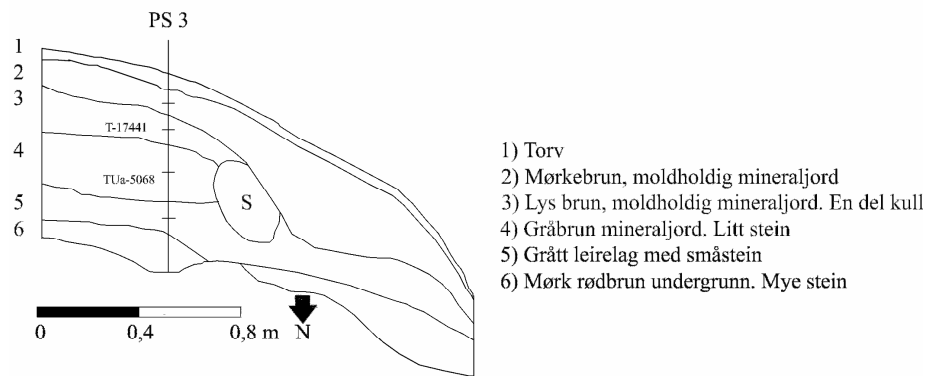 PS 3
1
2
3
4
5
6
T-17441
TUa-5068
S
N
0
0,4
0,8 m
1) Torv
2) Mørkebrun, moldholdig mineraljord
3) Lys brun, moldholdig mineraljord. En del kull
4) Gråbrun mineraljord. Litt stein
5) Grått leirelag med småstein
6) Mørk rødbrun undergrunn. Mye stein